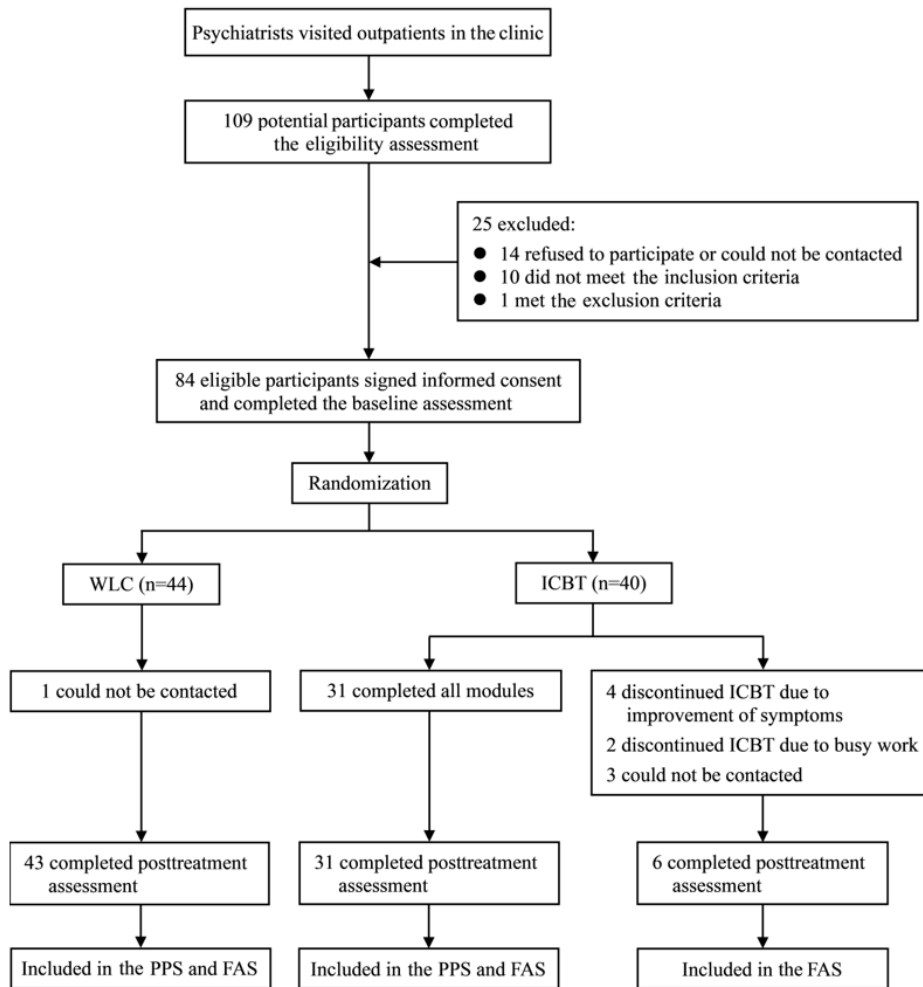 Psychiatrists visited outpatients in the clinic
109 potential participants completed
the eligibility assessment
25 excluded:
● 14 refused to participate or could not be contacted
● 10 did not meet the inclusion criteria
● 1 met the exclusion criteria
84 eligible participants signed informed consent
and completed the baseline assessment
Randomization
WLC (n=44)
ICBT (n=40)
1 could not be contacted
31 completed all modules
4 discontinued ICBT due to
improvement of symptoms
2 discontinued ICBT due to busy work
3 could not be contacted
43 completed posttreatment
assessment
31 completed posttreatment
assessment
6 completed posttreatment
assessment
Included in the PPS and FAS
Included in the PPS and FAS
Included in the FAS